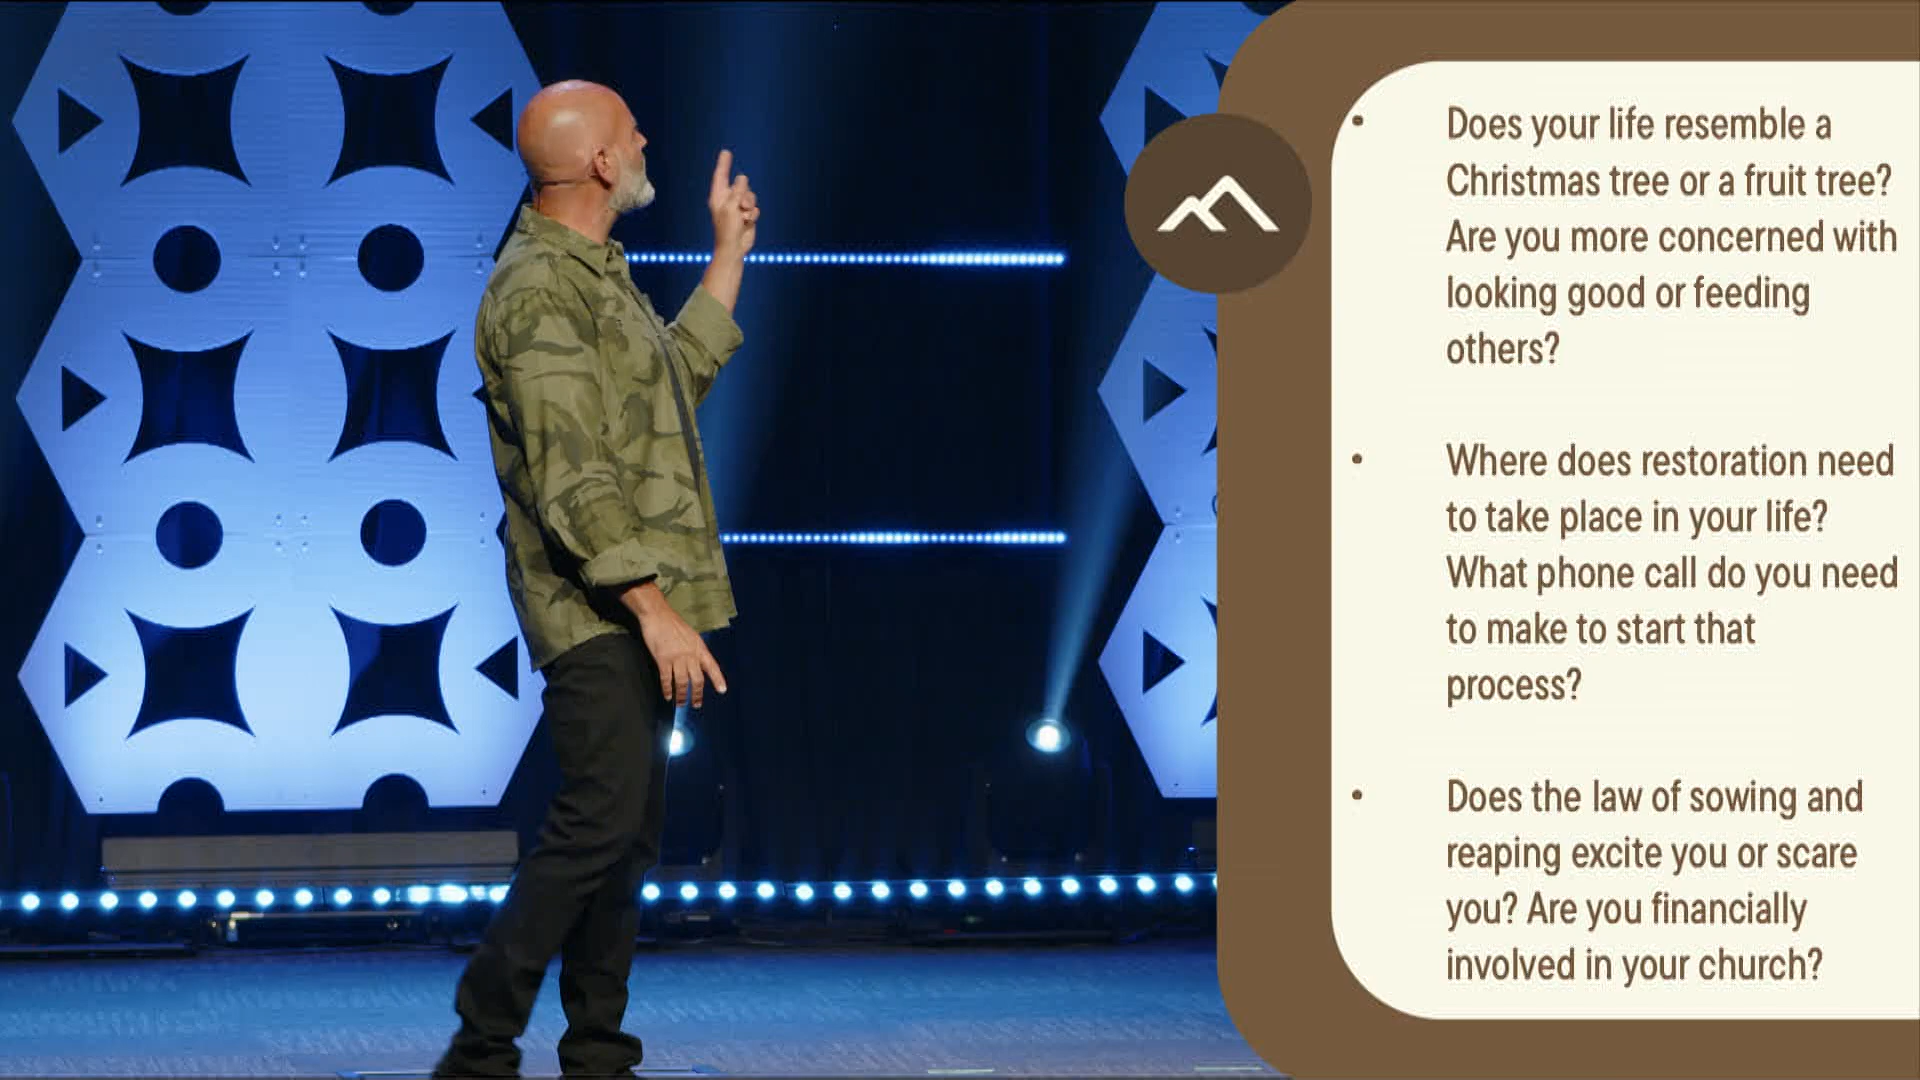 • Does your life resemble a
Christmas tree or a fruit tree?
Are you more concerned with
looking good or feeding
others?
• Where does restoration need
to take place in your life?
What phone call do you need
to make to start that
process?
• Does the law of sowing and
reaping excite you or scare
you? Are you financially
involved in your church?